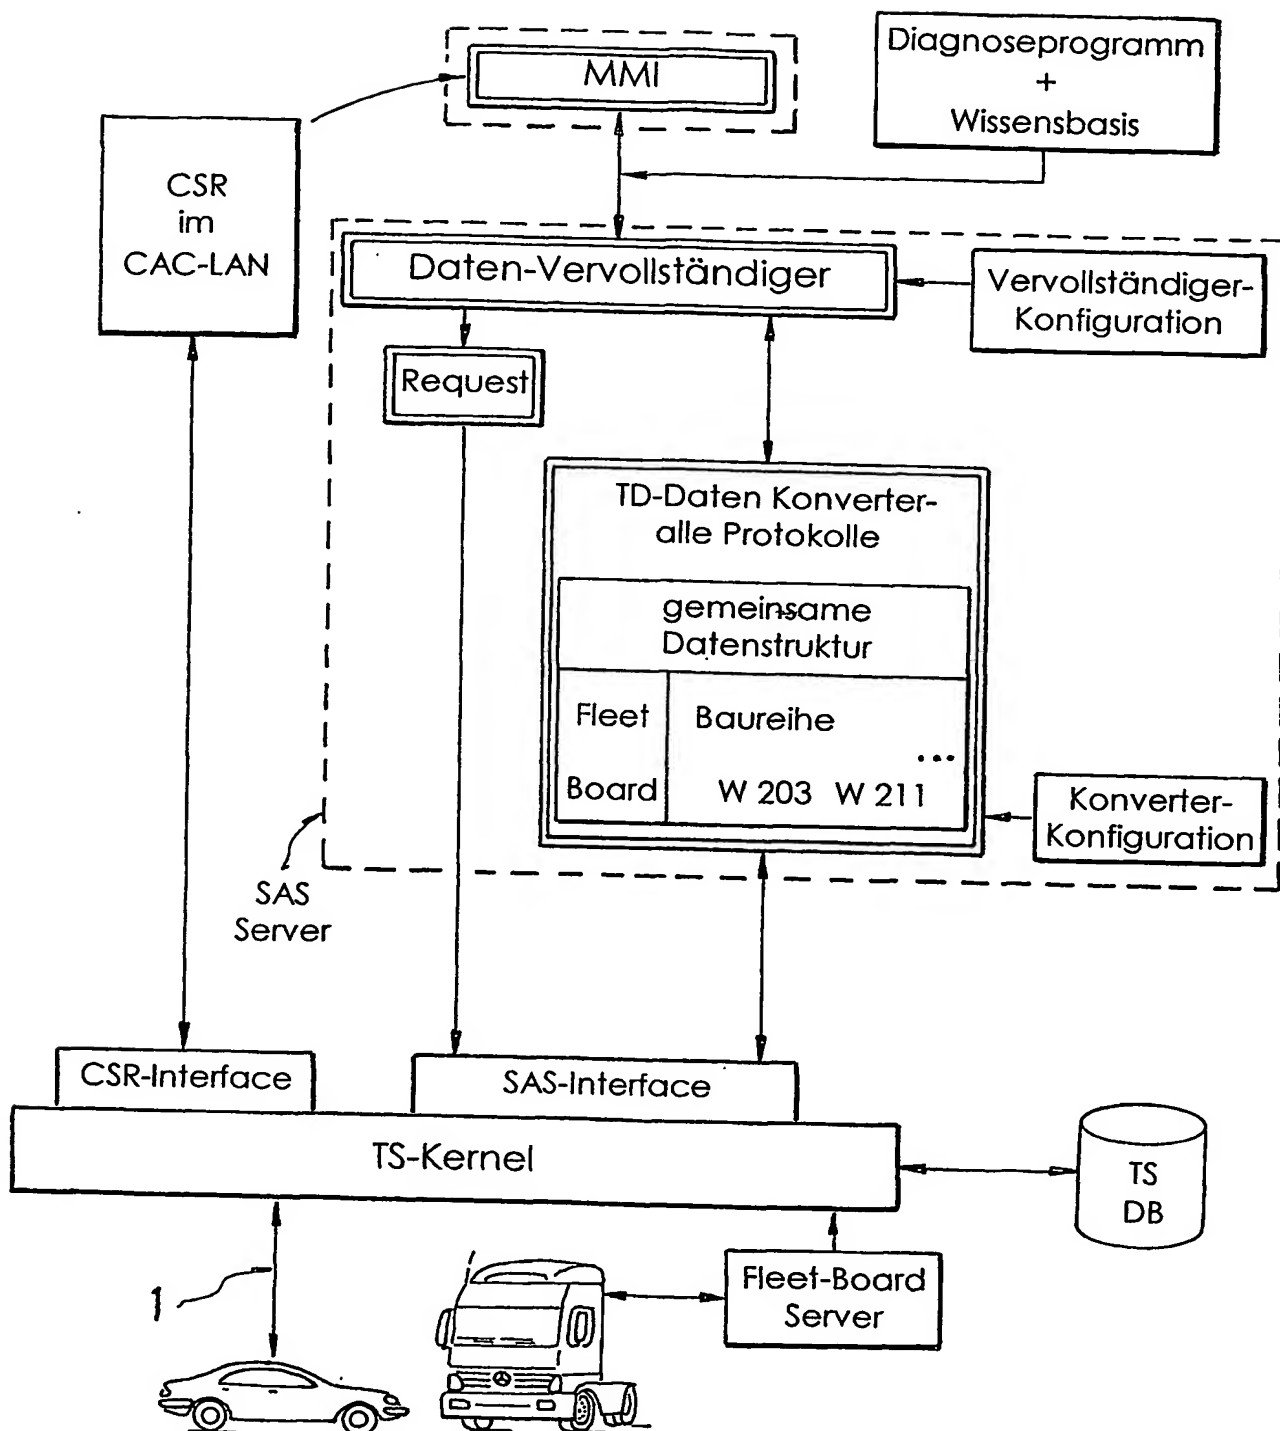 MMI
Diagnoseprogramm
+
Wissensbasis
CSR
im
CAC-LAN
Daten-Vervollständiger
Vervollständiger-
Konfiguration
Request
TD-Daten Konverter-
alle Protokolle
gemeinsame
Datenstruktur
Fleet
Board
Baureihe
...
W 203 W 211
Konverter-
Konfiguration
SAS
Server
CSR-Interface
SAS-Interface
TS-Kernel
TS
DB
1
Fleet-Board
Server